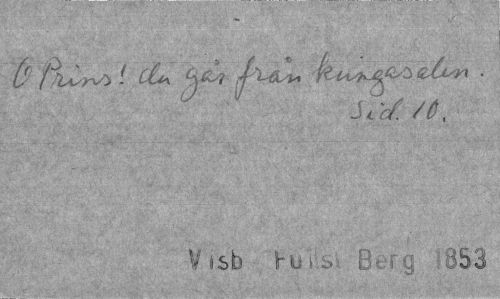 O Prins! du går från kungasalen.
Sid. 10.
Visb Fullst Berg 1853